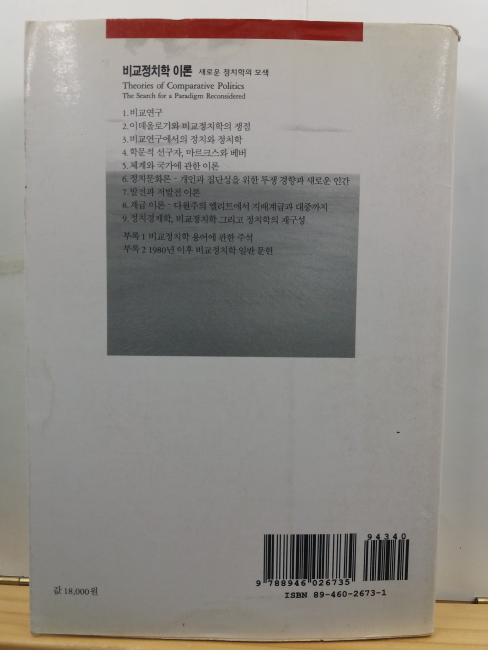 비교정치학 이론 새로운 정치학의 모색
Theories of Comparative Politics
The Search for a Paradigm Reconsidered
1. 비교연구
2. 이데올로기와 비교정치학의 쟁점
3. 비교연구에서의 정치와 정치학
4. 학문적 선구자, 마르크스와 베버
5. 체계와 국가에 관한 이론
6. 정치문화론 - 개인과 집단성을 위한 투쟁 경향과 새로운 인간
7. 발전과 저발전 이론
8. 계급 이론 - 다원주의 엘리트에서 지배계급과 대중까지
9. 정치경제학, 비교정치학 그리고 정치학의 재구성
부록 1 비교정치학 용어에 관한 주석
부록 2 1980년 이후 비교정치학 일반 문헌
94340
9 788946 026735
ISBN 89-460-2673-1
값 18,000원